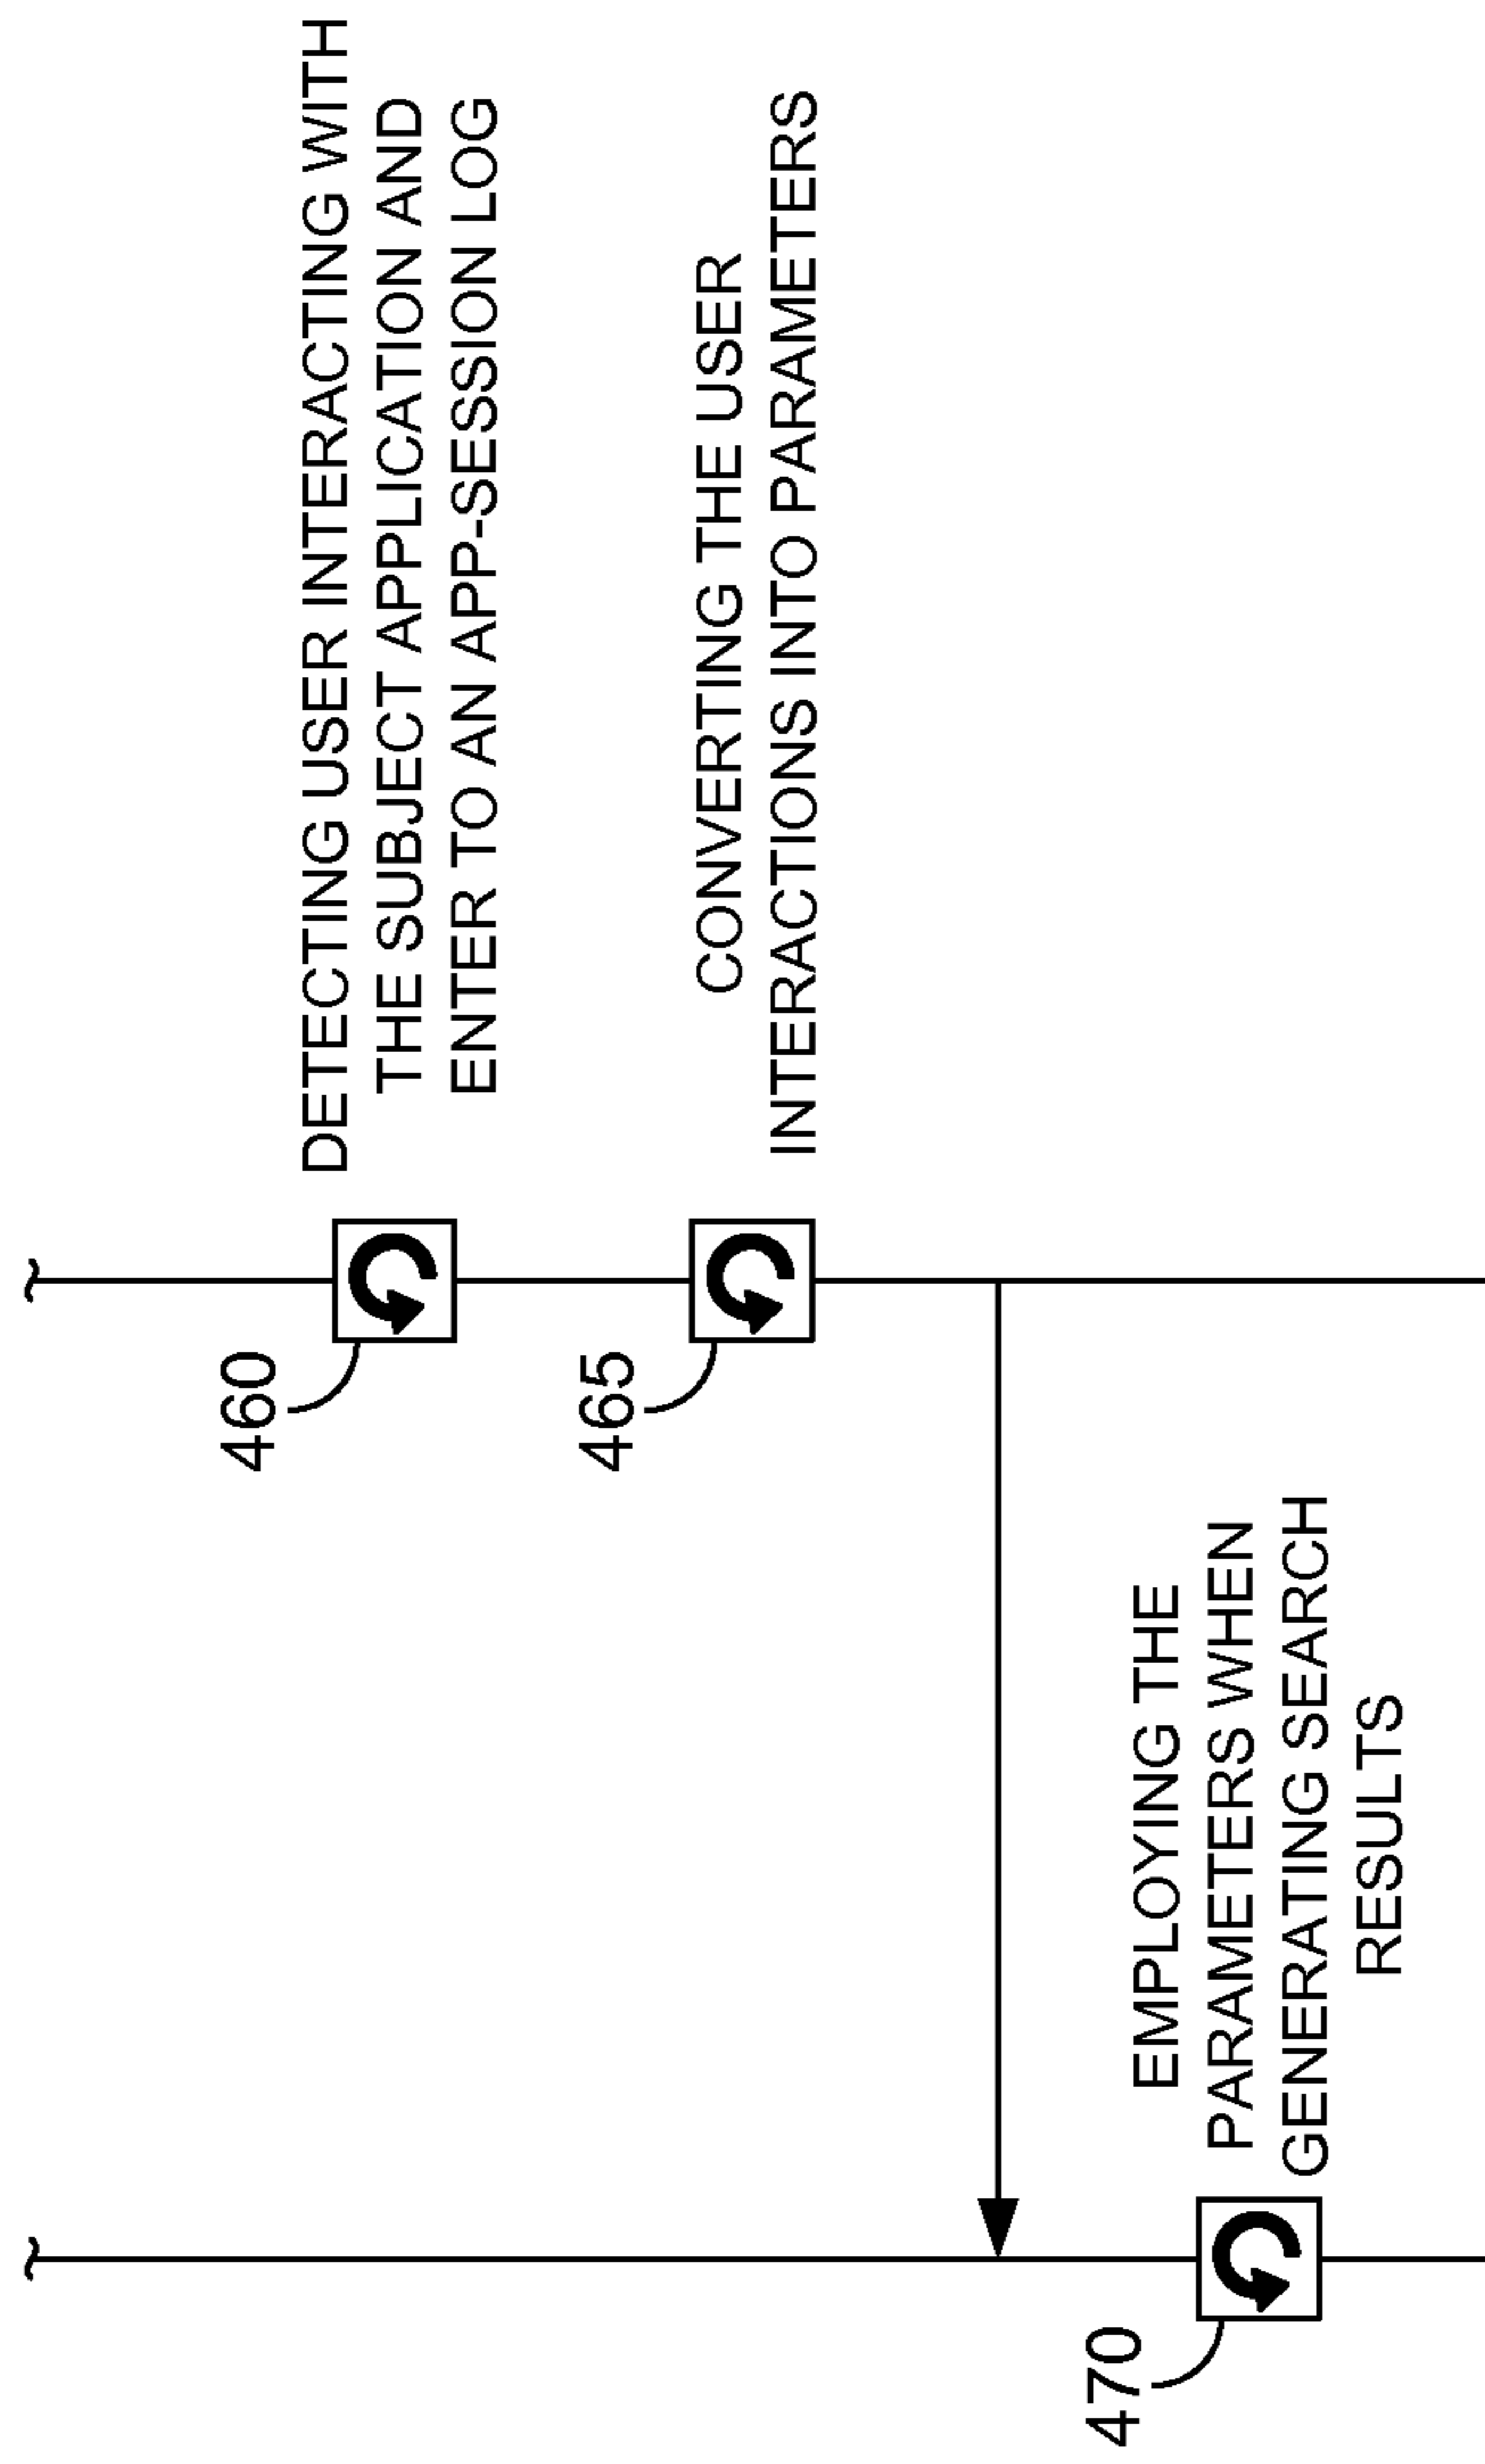 460
DETECTING USER INTERACTING WITH
THE SUBJECT APPLICATION AND
ENTER TO AN APP-SESSION LOG
465
CONVERTING THE USER
INTERACTIONS INTO PARAMETERS
470
EMPLOYING THE
PARAMETERS WHEN
GENERATING SEARCH
RESULTS